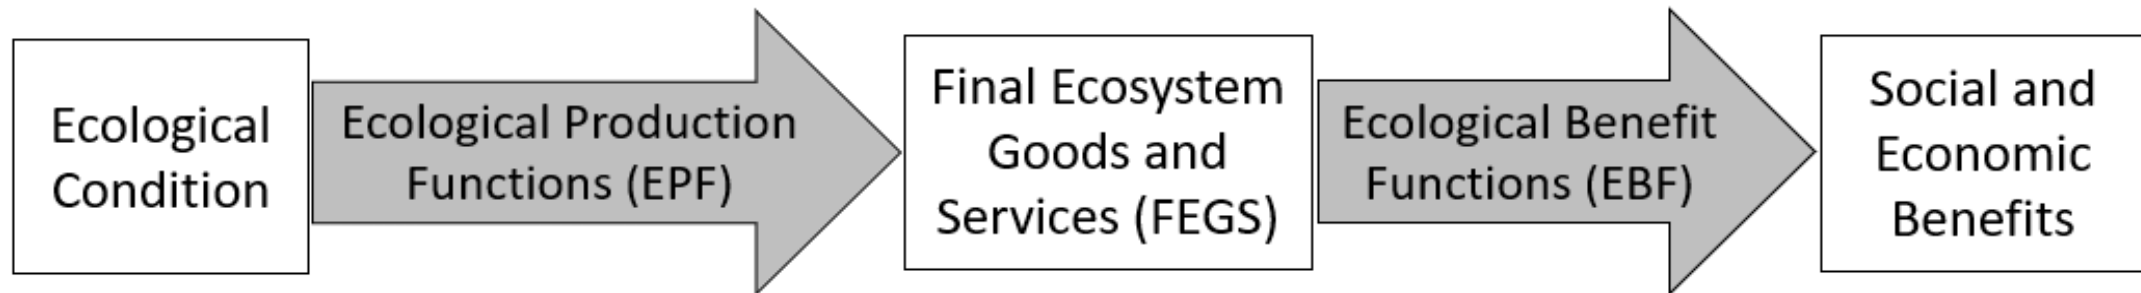 Ecological
Condition
Ecological Production
Functions (EPF)
Final Ecosystem
Goods and
Services (FEGS)
Ecological Benefit
Functions (EBF)
Social and
Economic
Benefits